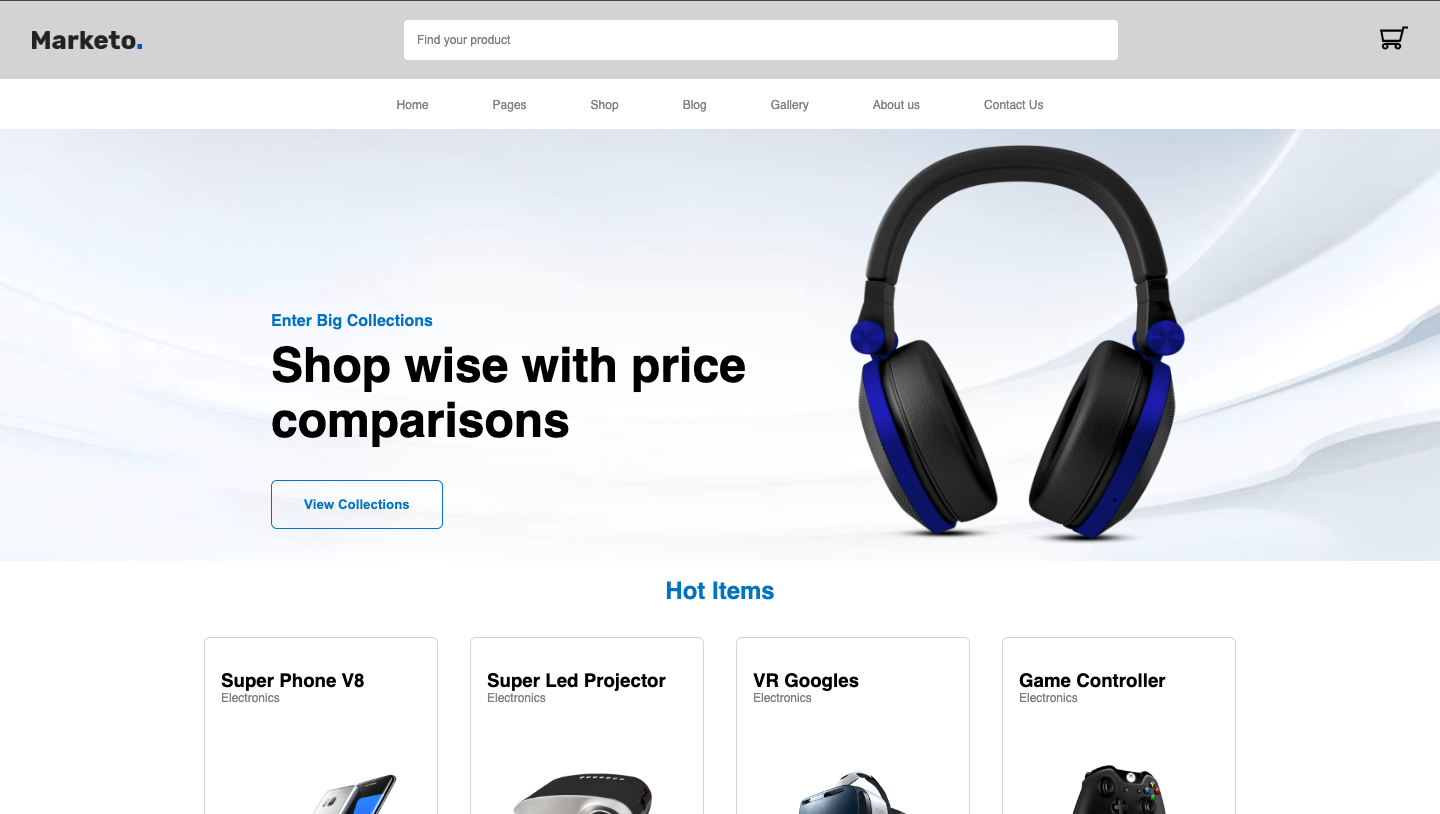 Marketo.
Find your product
Home Pages Shop Blog Gallery About us Contact Us
Enter Big Collections
Shop wise with price
comparisons
View Collections
Hot Items
Super Phone V8
Electronics
Super Led Projector
Electronics
VR Googles
Electronics
Game Controller
Electronics